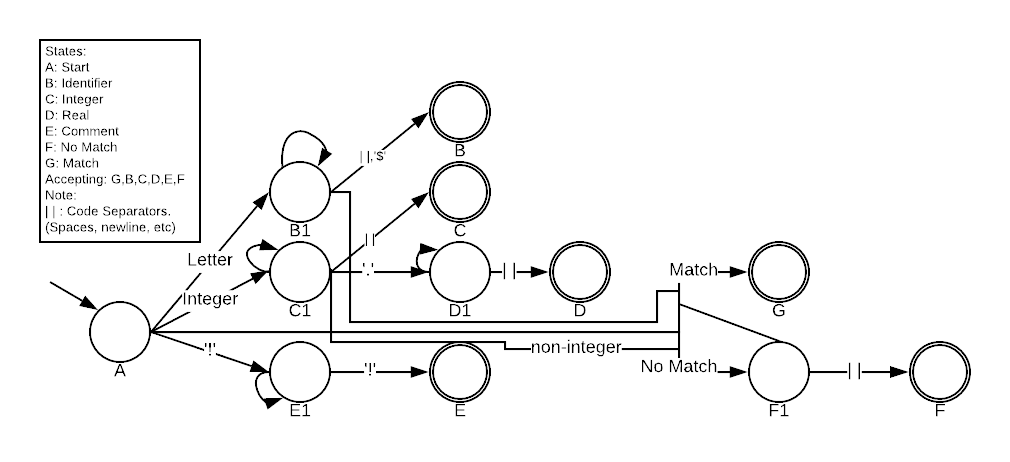 States:
A: Start
B: Identifier
C: Integer
D: Real
E: Comment
F: No Match
G: Match
Accepting: G,B,C,D,E,F
Note:
| | : Code Separators.
(Spaces, newline, etc)
| |,'$'
B
B1
Letter
| |
C
Integer
C1
'.'
D1
| |
D
Match
G
A
'!'
E1
'!'
E
non-integer
No Match
F1
| |
F